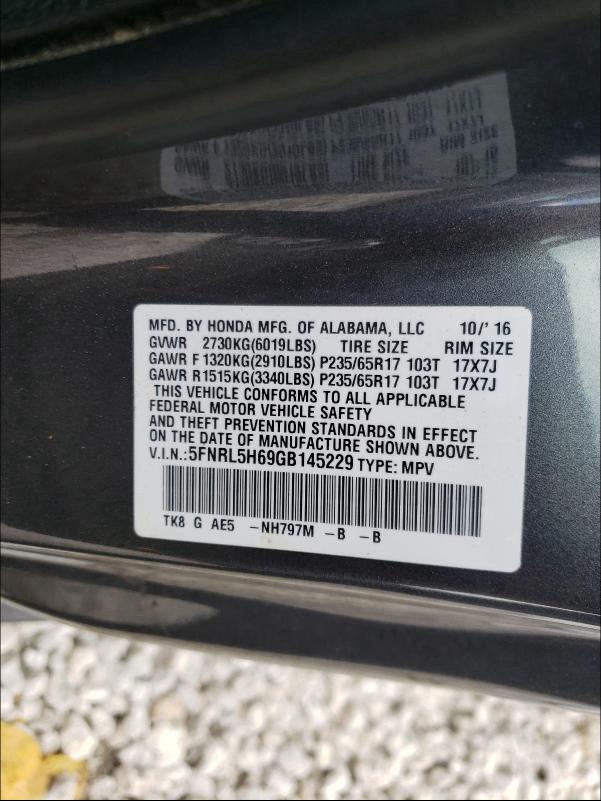 MFD. BY HONDA MFG. OF ALABAMA, LLC 10/'16
GVWR 2730KG(6019LBS) TIRE SIZE RIM SIZE
GAWR F1320KG(2910LBS) P235/65R17 103T 17X7J
GAWR R1515KG(3340LBS) P235/65R17 103T 17X7J
THIS VEHICLE CONFORMS TO ALL APPLICABLE
FEDERAL MOTOR VEHICLE SAFETY
AND THEFT PREVENTION STANDARDS IN EFFECT
ON THE DATE OF MANUFACTURE SHOWN ABOVE.
V.I.N.:5FNRL5H69GB145229 TYPE: MPV
TK8 G AE5 -NH797M -B -B